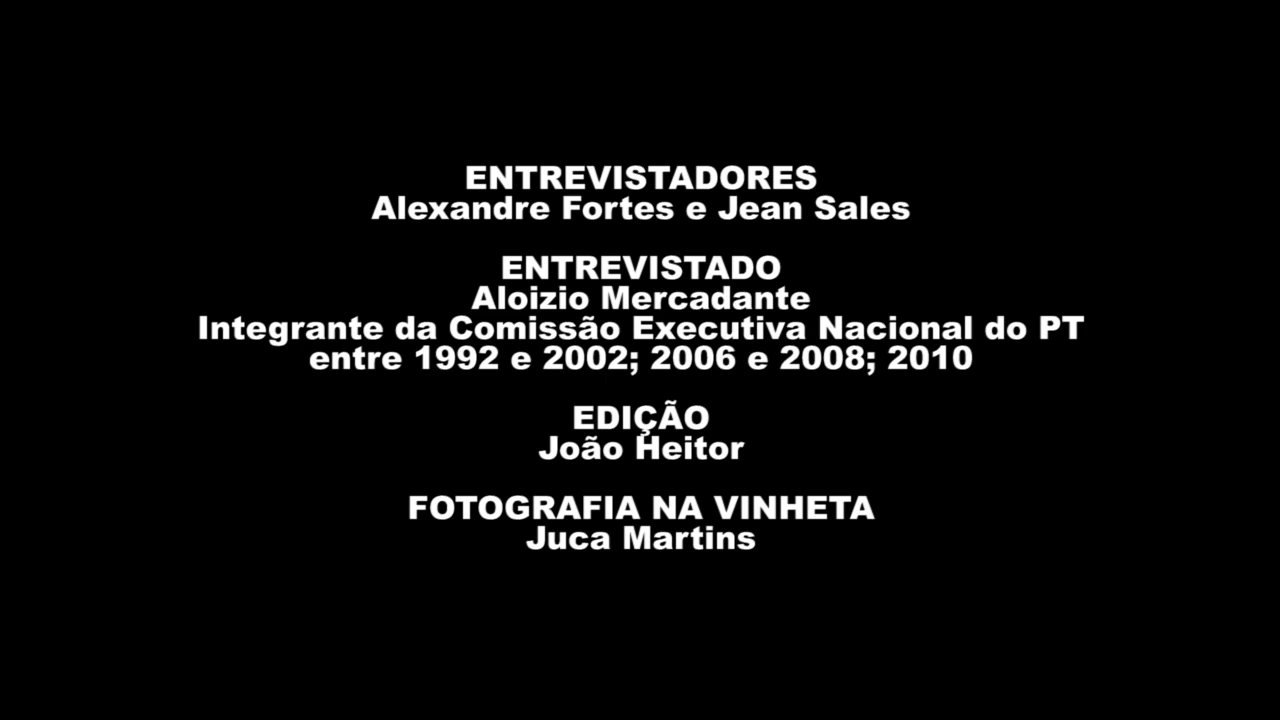 ENTREVISTADORES
Alexandre Fortes e Jean Sales
ENTREVISTADO
Aloizio Mercadante
Integrante da Comissão Executiva Nacional do PT
entre 1992 e 2002; 2006 e 2008; 2010
EDIÇÃO
João Heitor
FOTOGRAFIA NA VINHETA
Juca Martins